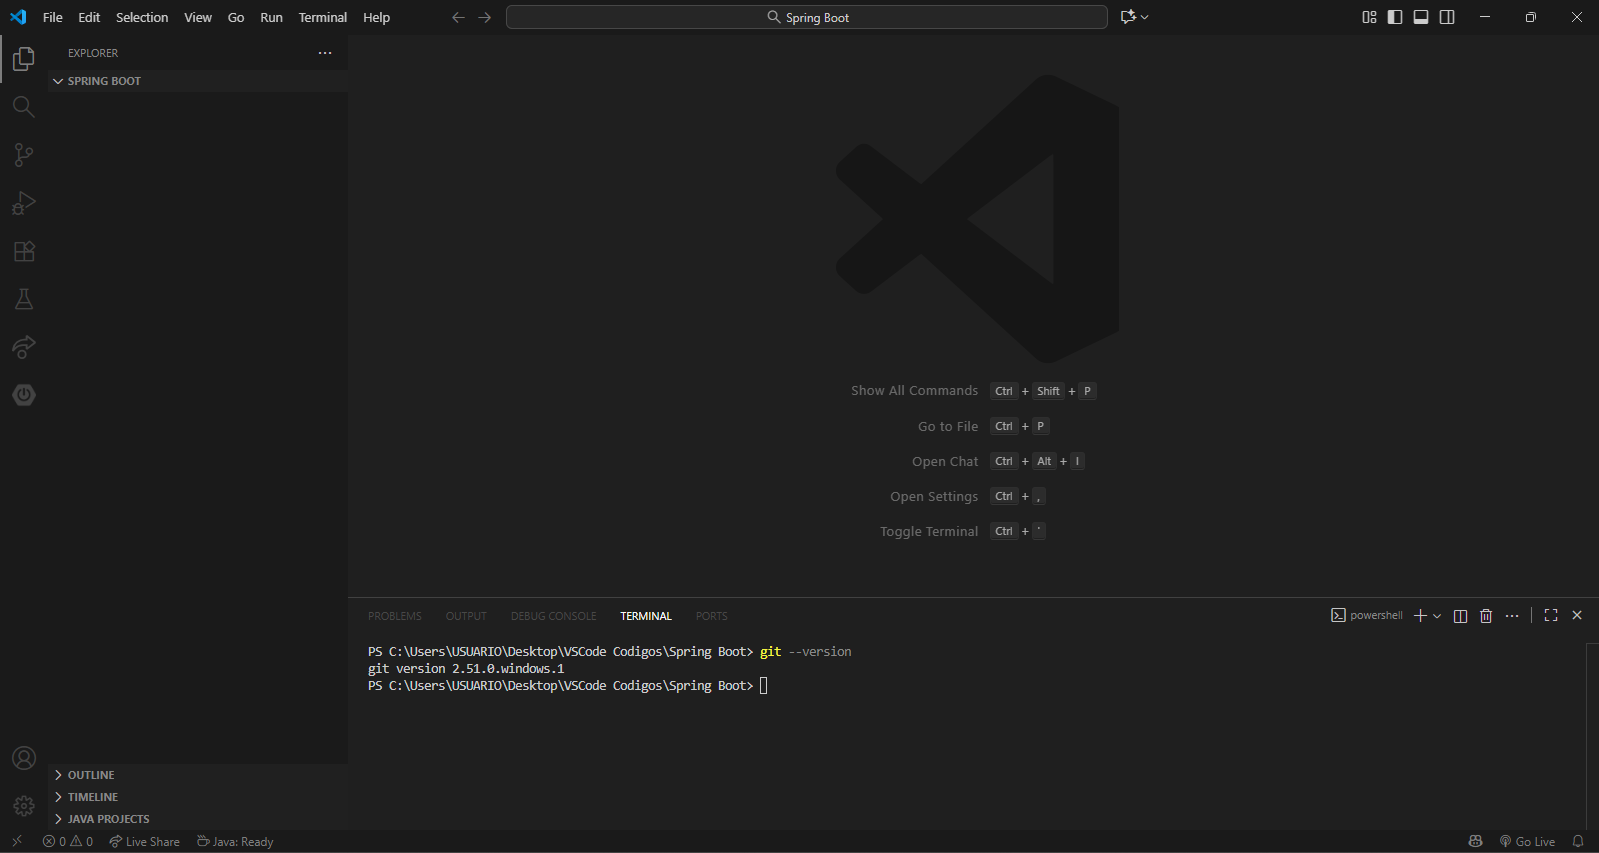 File Edit Selection View Go Run Terminal Help
Spring Boot
EXPLORER
SPRING BOOT
Show All Commands Ctrl + Shift + P
Go to File Ctrl + P
Open Chat Ctrl + Alt + I
Open Settings Ctrl + ,
Toggle Terminal Ctrl + '
PROBLEMS OUTPUT DEBUG CONSOLE TERMINAL PORTS
powershell
PS C:\Users\USUARIO\Desktop\VSCode Codigos\Spring Boot> git --version
git version 2.51.0.windows.1
PS C:\Users\USUARIO\Desktop\VSCode Codigos\Spring Boot>
OUTLINE
TIMELINE
JAVA PROJECTS
0 0 Live Share Java: Ready
Go Live